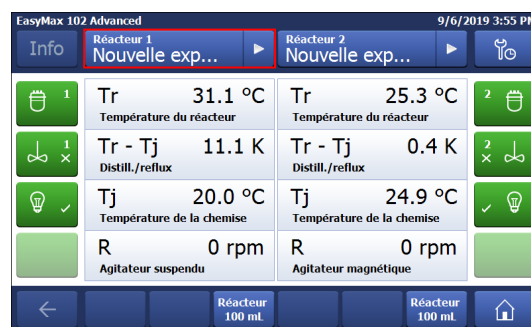 EasyMax 102 Advanced
9/6/2019 3:55 PM
Info
Réacteur 1
Nouvelle exp...
Réacteur 2
Nouvelle exp...
1
Tr 31.1 °C
Température du réacteur
Tr 25.3 °C
Température du réacteur
2
1
Tr - Tj 11.1 K
Distill./reflux
Tr - Tj 0.4 K
Distill./reflux
2
Tj 20.0 °C
Température de la chemise
Tj 24.9 °C
Température de la chemise
R 0 rpm
Agitateur suspendu
R 0 rpm
Agitateur magnétique
Réacteur
100 mL
Réacteur
100 mL